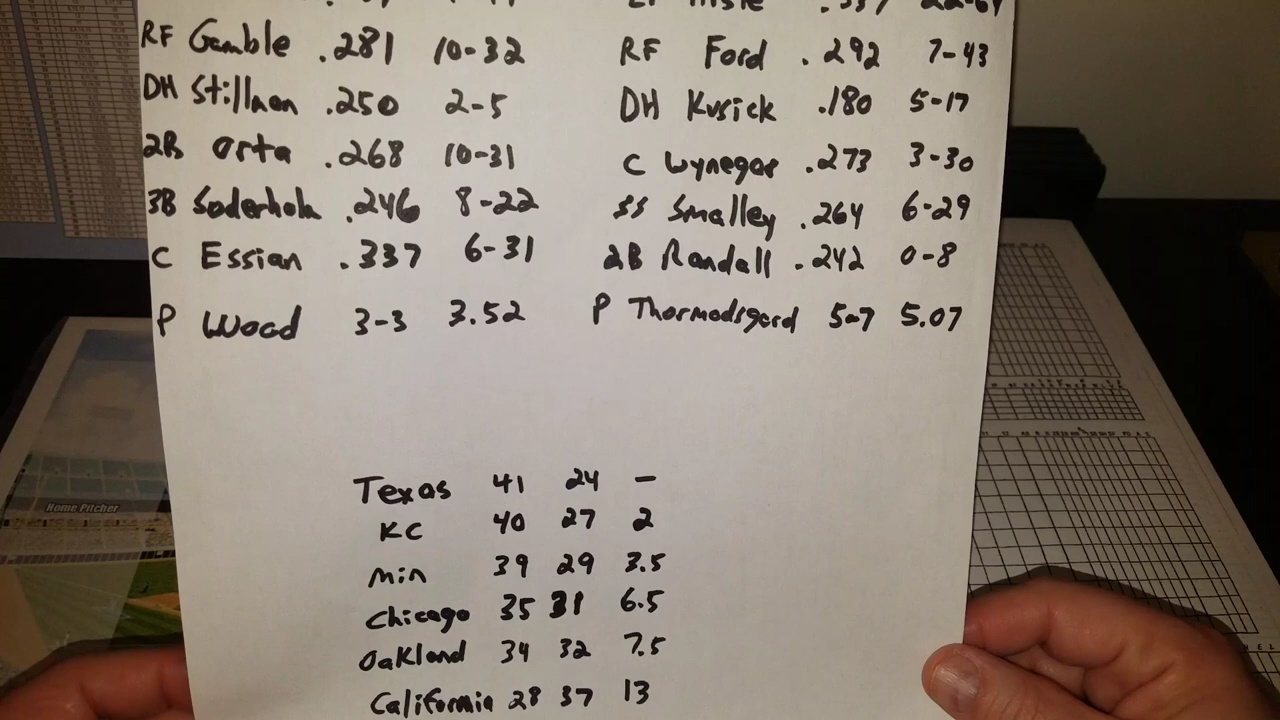 RF Gamble .281 10-32 RF Ford .292 7-43
DH Stillman .250 2-5 DH Kusick .180 5-17
2B Orta .268 10-31 C Wynegar .273 3-30
3B Soderholm .246 8-22 SS Smalley .264 6-29
C Essian .337 6-31 2B Randall .242 0-8
P Wood 3-3 3.52 P Thormodsgard 5-7 5.07
Texas 41 24 -
KC 40 27 2
Min 39 29 3.5
Chicago 35 31 6.5
Oakland 34 32 7.5
California 28 37 13
Home Pitcher